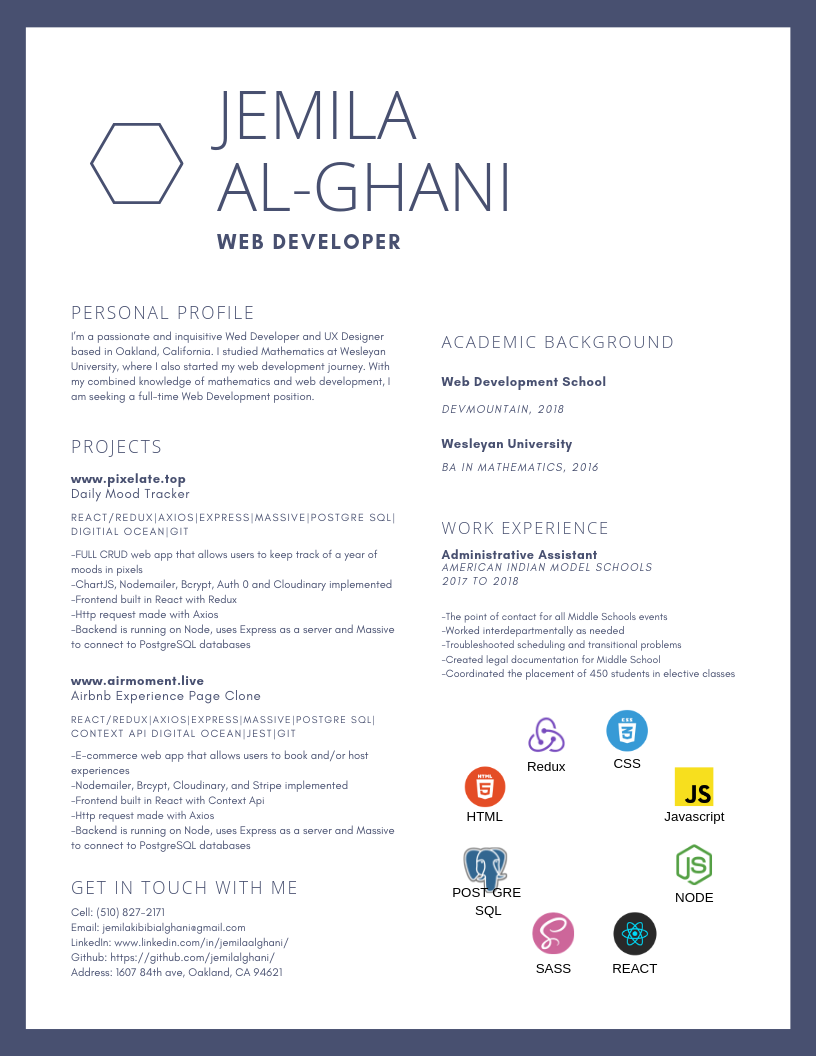 JEMILA
AL-GHANI
WEB DEVELOPER
PERSONAL PROFILE
I'm a passionate and inquisitive Wed Developer and UX Designer
based in Oakland, California. I studied Mathematics at Wesleyan
University, where I also started my web development journey. With
my combined knowledge of mathematics and web development, I
am seeking a full-time Web Development position.
PROJECTS
www.pixelate.top
Daily Mood Tracker
REACT/REDUX|AXIOS|EXPRESS|MASSIVE|POSTGRE SQL|
DIGITIAL OCEAN|GIT
-FULL CRUD web app that allows users to keep track of a year of
moods in pixels
-ChartJS, Nodemailer, Bcrypt, Auth 0 and Cloudinary implemented
-Frontend built in React with Redux
-Http request made with Axios
-Backend is running on Node, uses Express as a server and Massive
to connect to PostgreSQL databases
www.airmoment.live
Airbnb Experience Page Clone
REACT/REDUX|AXIOS|EXPRESS|MASSIVE|POSTGRE SQL|
CONTEXT API DIGITAL OCEAN|JEST|GIT
-E-commerce web app that allows users to book and/or host
experiences
-Nodemailer, Brcypt, Cloudinary, and Stripe implemented
-Frontend built in React with Context Api
-Http request made with Axios
-Backend is running on Node, uses Express as a server and Massive
to connect to PostgreSQL databases
GET IN TOUCH WITH ME
Cell: (510) 827-2171
Email: jemilakibibialghani@gmail.com
LinkedIn: www.linkedin.com/in/jemilaalghani/
Github: https://github.com/jemilalghani/
Address: 1607 84th ave, Oakland, CA 94621
ACADEMIC BACKGROUND
Web Development School
DEVMOUNTAIN, 2018
Wesleyan University
BA IN MATHEMATICS, 2016
WORK EXPERIENCE
Administrative Assistant
AMERICAN INDIAN MODEL SCHOOLS
2017 TO 2018
-The point of contact for all Middle Schools events
-Worked interdepartmentally as needed
-Troubleshooted scheduling and transitional problems
-Created legal documentation for Middle School
-Coordinated the placement of 450 students in elective classes
CSS
3
Redux
CSS
HTML
5
JS
HTML
Javascript
JS
POSTGRE
SQL
NODE
SASS
REACT